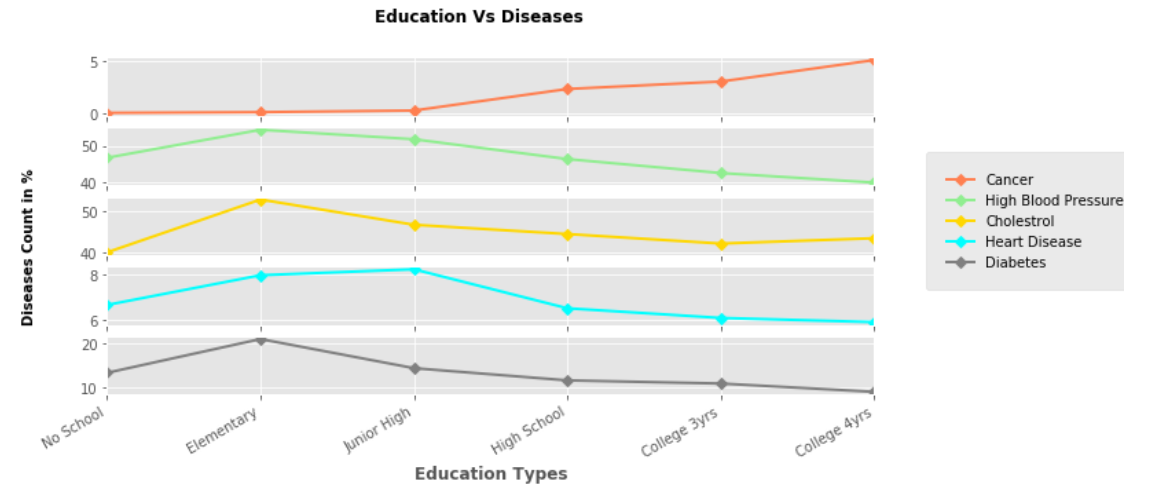 Education Vs Diseases
Diseases Count in %
5
0
50
40
50
40
8
6
20
10
No School
Elementary
Junior High
High School
College 3yrs
College 4yrs
Education Types
Cancer
High Blood Pressure
Cholestrol
Heart Disease
Diabetes